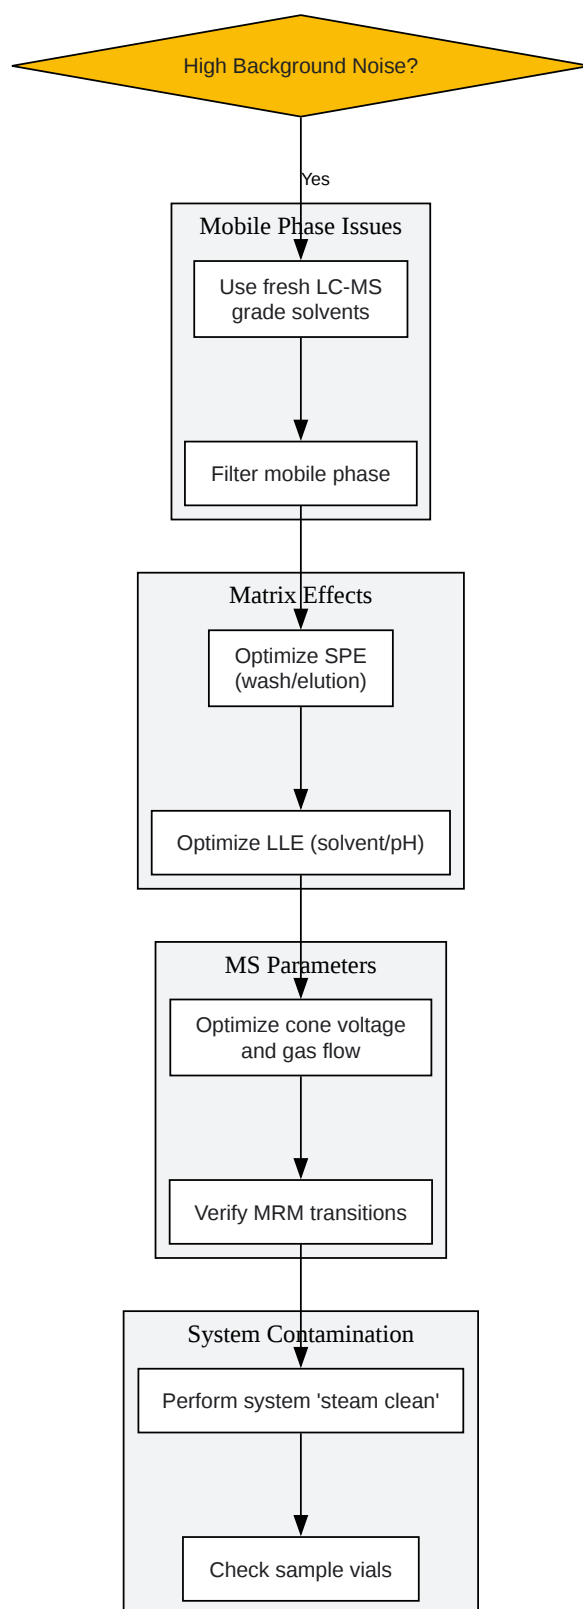 High Background Noise?
Yes
Mobile Phase Issues
Use fresh LC-MS
grade solvents
Filter mobile phase
Matrix Effects
Optimize SPE
(wash/elution)
Optimize LLE (solvent/pH)
MS Parameters
Optimize cone voltage
and gas flow
Verify MRM transitions
System Contamination
Perform system 'steam clean'
Check sample vials